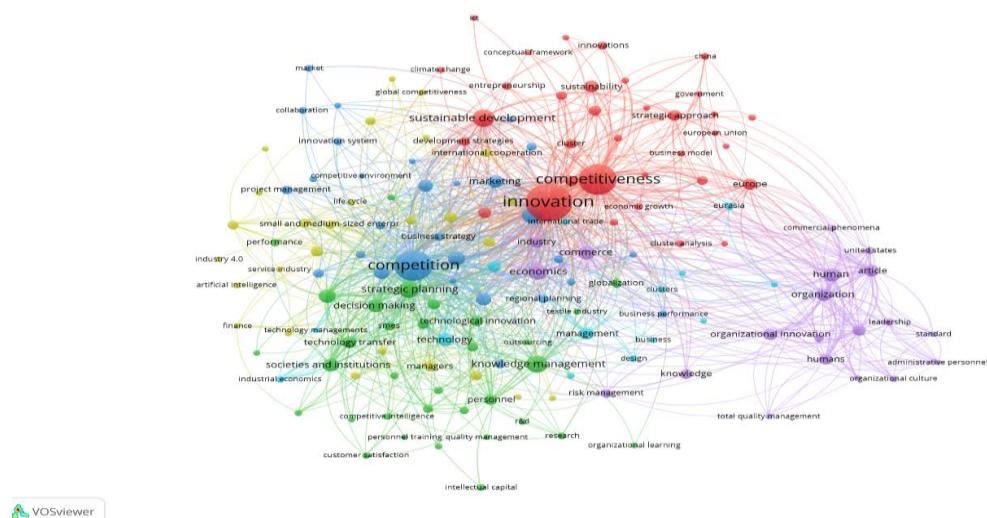 ict
innovations
conceptual framework
china
market
climate change
entrepreneurship
sustainability
global competitiveness
government
collaboration
sustainable development
strategic approach
european union
innovation system
development strategies
cluster
international cooperation
business model
competitive environment
marketing
competitiveness
europe
project management
life cycle
innovation
economic growth
eurasia
small and medium-sized enterpr
international trade
commercial phenomena
performance
business strategy
industry
cluster analysis
commerce
united states
industry 4.0
service industry
competition
economics
human
article
artificial intelligence
strategic planning
globalization
clusters
organization
decision making
regional planning
textile industry
business performance
finance
technology managements
smes
technological innovation
leadership
technology transfer
technology
outsourcing
management
business
organizational innovation
standard
societies and institutions
managers
knowledge management
design
humans
administrative personnel
industrial economics
knowledge
organizational culture
personnel
risk management
competitive intelligence
r&d
total quality management
personnel training
quality management
research
organizational learning
customer satisfaction
intellectual capital
VOSviewer